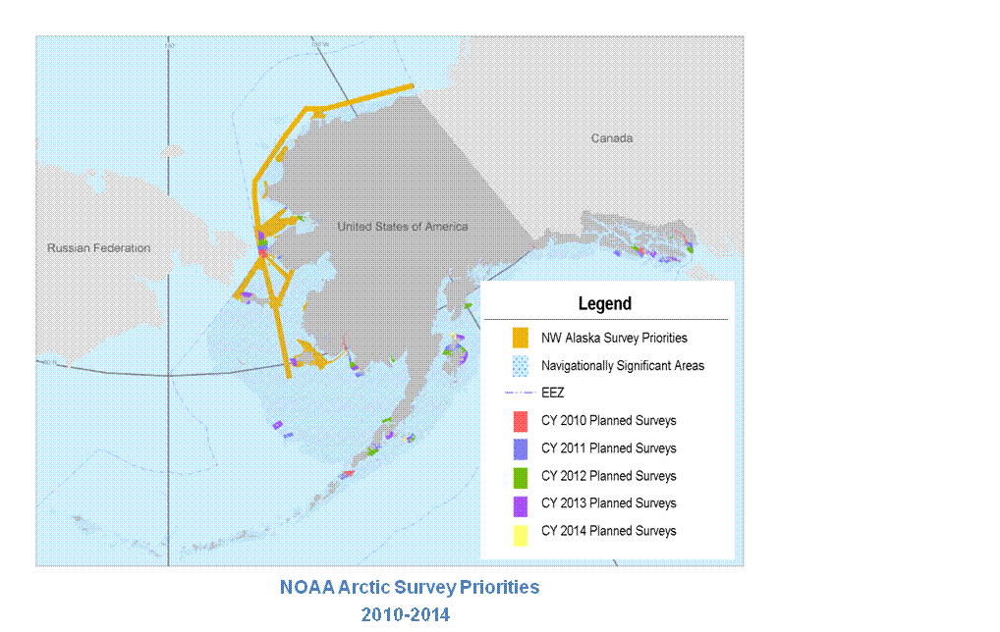 180
Canada
United States of America
Russian Federation
Legend
NW Alaska Survey Priorities
Navigationally Significant Areas
EEZ
CY 2010 Planned Surveys
CY 2011 Planned Surveys
CY 2012 Planned Surveys
CY 2013 Planned Surveys
CY 2014 Planned Surveys
NOAA Arctic Survey Priorities
2010-2014